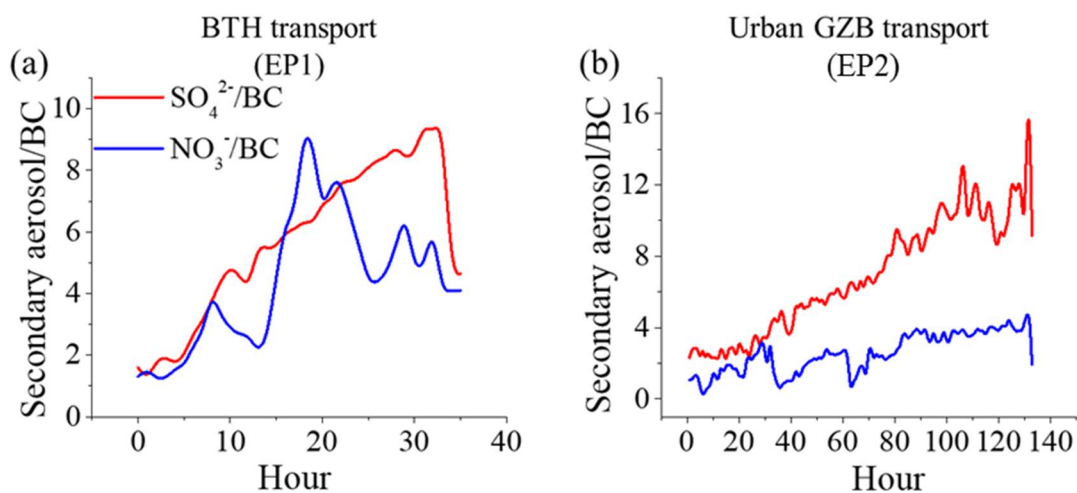 BTH transport
(EP1)
(a)
SO₄²⁻/BC
NO₃⁻/BC
Secondary aerosol/BC
10
8
6
4
2
0
0 10 20 30 40
Hour
Urban GZB transport
(EP2)
(b)
Secondary aerosol/BC
16
12
8
4
0
0 20 40 60 80 100 120 140
Hour